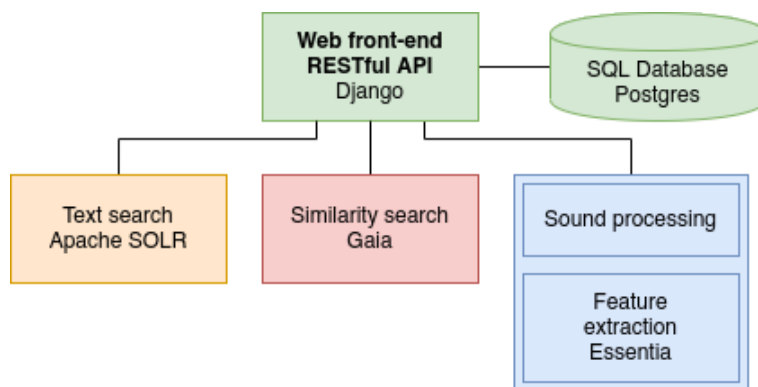 Web front-end
RESTful API
Django
SQL Database
Postgres
Text search
Apache SOLR
Similarity search
Gaia
Sound processing
Feature
extraction
Essentia